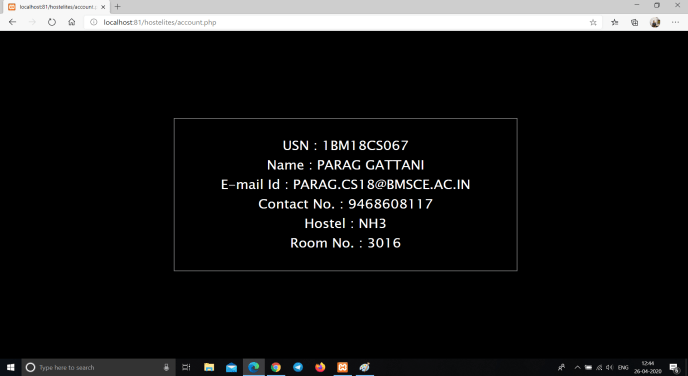 localhost:81/hostelites/account.p
localhost:81/hostelites/account.php
USN : 1BM18CS067
Name : PARAG GATTANI
E-mail Id : PARAG.CS18@BMSCE.AC.IN
Contact No. : 9468608117
Hostel : NH3
Room No. : 3016
Type here to search
ENG
12:44
26-04-2020